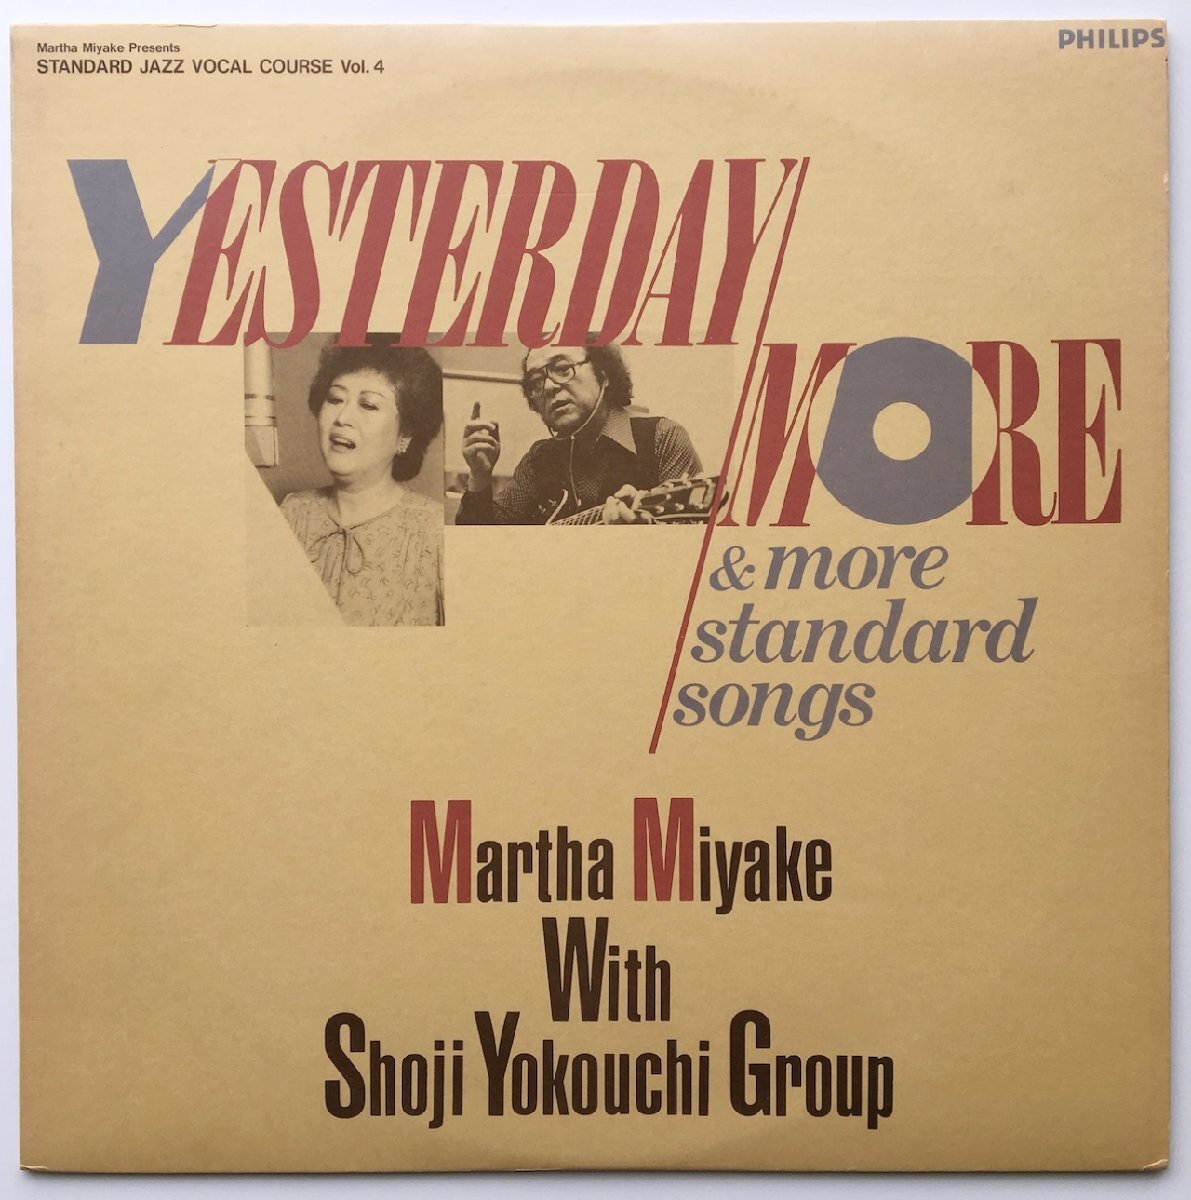 Martha Miyake Presents
STANDARD JAZZ VOCAL COURSE Vol. 4
PHILIPS
YESTERDAY/
MORE
& more
standard
songs
Martha Miyake
With
Shoji Yokouchi Group